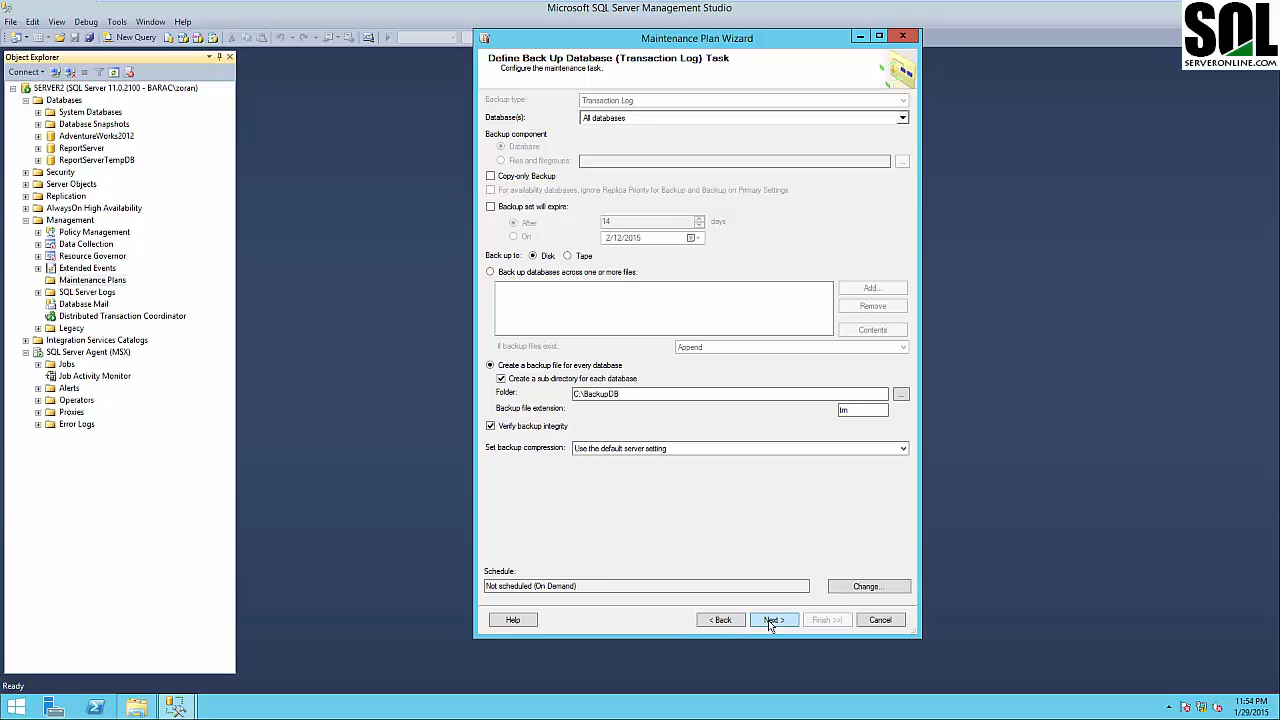 Microsoft SQL Server Management Studio
SQL
SERVERONLINE.COM
File Edit View Debug Tools Window Help
New Query
Object Explorer
Connect
SERVER2 (SQL Server 11.0.2100 - BARAC\zoran)
Databases
System Databases
Database Snapshots
AdventureWorks2012
ReportServer
ReportServerTempDB
Security
Server Objects
Replication
AlwaysOn High Availability
Management
Policy Management
Data Collection
Resource Governor
Extended Events
Maintenance Plans
SQL Server Logs
Database Mail
Distributed Transaction Coordinator
Legacy
Integration Services Catalogs
SQL Server Agent (MSX)
Jobs
Job Activity Monitor
Alerts
Operators
Proxies
Error Logs
Maintenance Plan Wizard
Define Back Up Database (Transaction Log) Task
Configure the maintenance task.
Backup type: Transaction Log
Database(s): All databases
Backup component
Database
Files and filegroups: ...
Copy-only Backup
For availability databases, ignore Replica Priority for Backup and Backup on Primary Settings
Backup set will expire:
After 14 days
On 2/12/2015
Back up to: Disk Tape
Back up databases across one or more files:
Add...
Remove
Contents
If backup files exist: Append
Create a backup file for every database
Create a sub-directory for each database
Folder: C:\BackupDB ...
Backup file extension: trn
Verify backup integrity
Set backup compression: Use the default server setting
Schedule:
Not scheduled (On Demand) Change...
Help < Back Next > Finish >>| Cancel
Ready
11:54 PM
1/29/2015